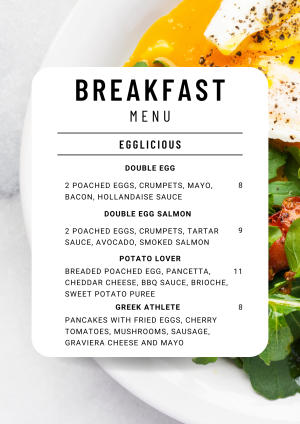 BREAKFAST
MENU
EGGLICIOUS
DOUBLE EGG
2 POACHED EGGS, CRUMPETS, MAYO, 8
BACON, HOLLANDAISE SAUCE
DOUBLE EGG SALMON
2 POACHED EGGS, CRUMPETS, TARTAR 9
SAUCE, AVOCADO, SMOKED SALMON
POTATO LOVER
BREADED POACHED EGG, PANCETTA, 11
CHEDDAR CHEESE, BBQ SAUCE, BRIOCHE,
SWEET POTATO PUREE
GREEK ATHLETE 8
PANCAKES WITH FRIED EGGS, CHERRY
TOMATOES, MUSHROOMS, SAUSAGE,
GRAVIERA CHEESE AND MAYO